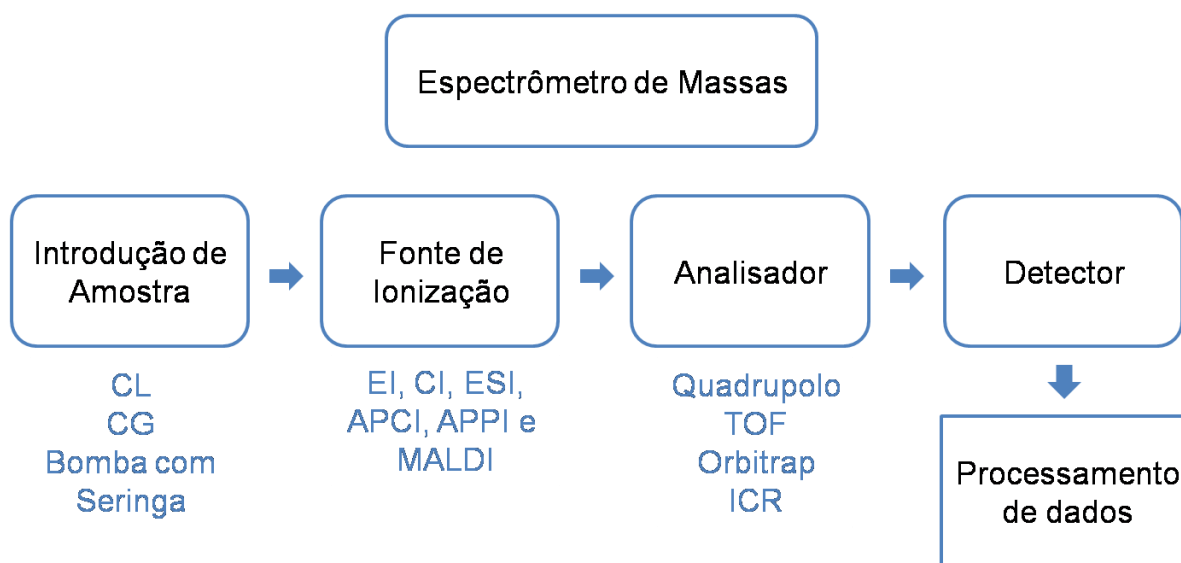 Espectrômetro de Massas
Introdução de
Amostra
CL
CG
Bomba com
Seringa
Fonte de
Ionização
EI, CI, ESI,
APCI, APPI e
MALDI
Analisador
Quadrupolo
TOF
Orbitrap
ICR
Detector
Processamento
de dados